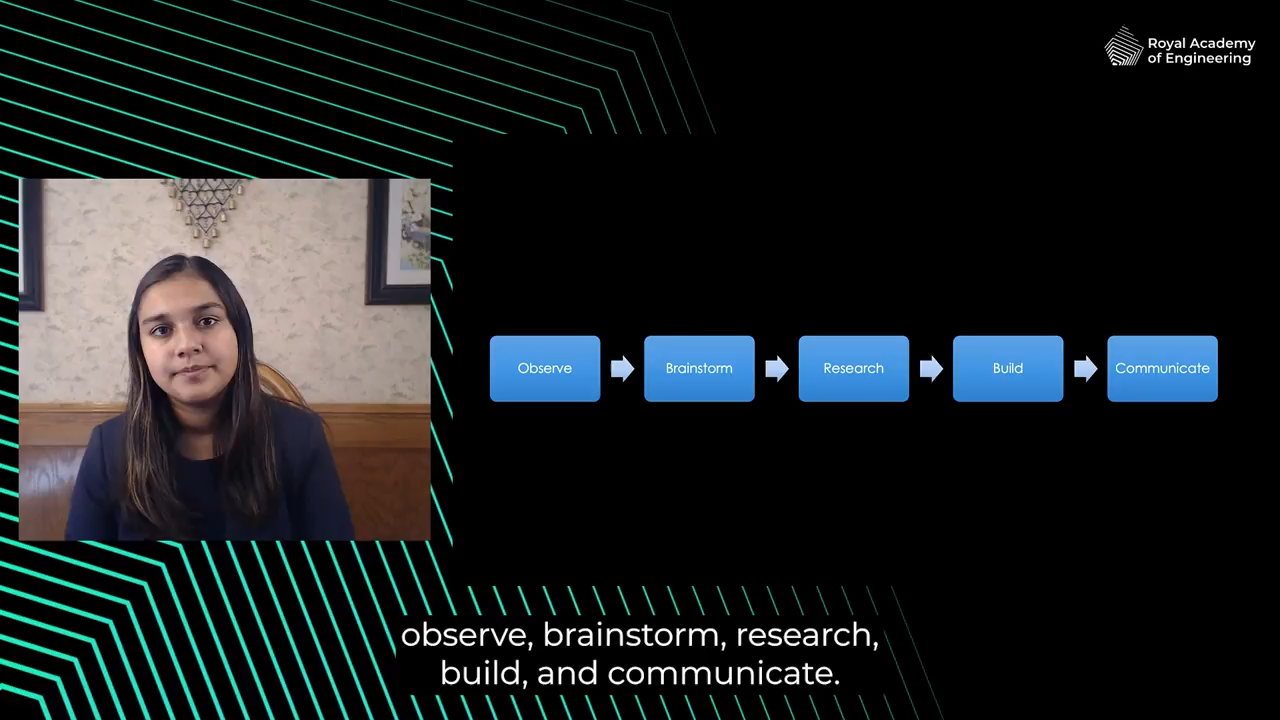 Royal Academy
of Engineering
Observe
Brainstorm
Research
Build
Communicate
observe, brainstorm, research,
build, and communicate.